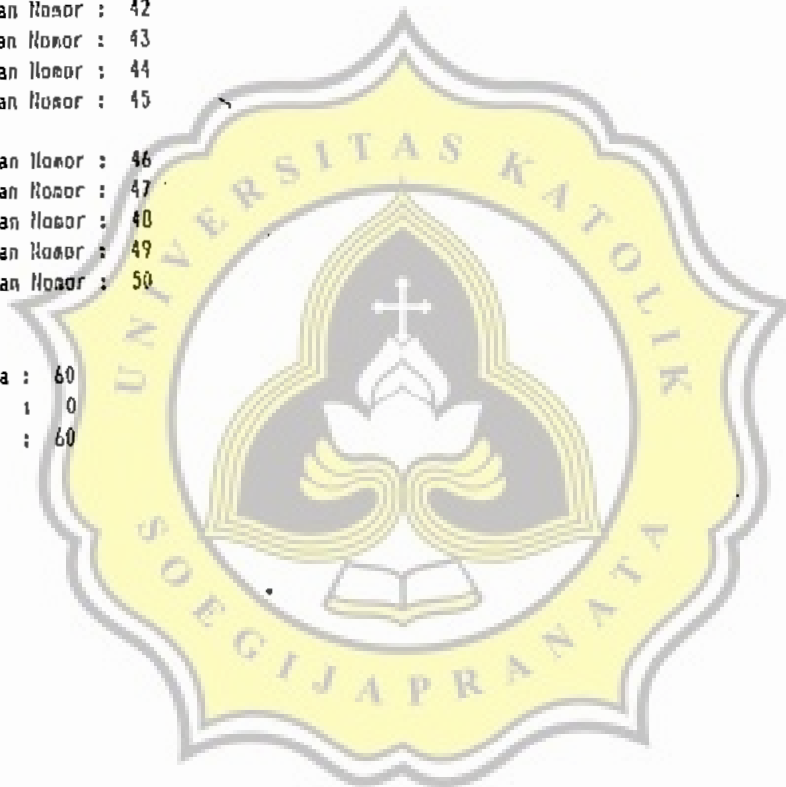 an Nomor : 42
an Nomor : 43
an Nomor : 44
an Nomor : 45
an Nomor : 46
an Nomor : 47
an Nomor : 48
an Nomor : 49
an Nomor : 50
a : 60
: 0
: 60
UNIVERSITAS KATOLIK
SOEGIJAPRANATA